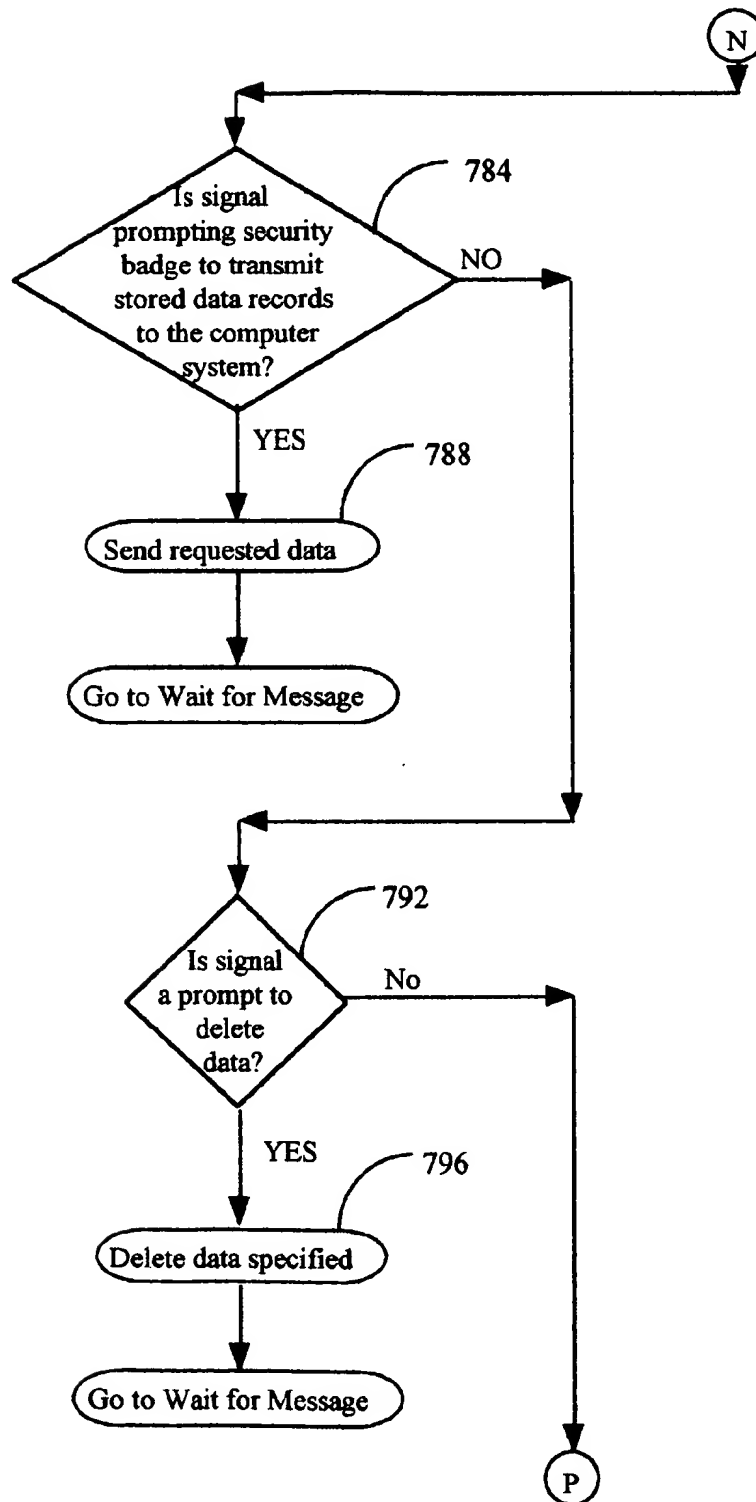 N
784
Is signal
prompting security
badge to transmit
stored data records
to the computer
system?
NO
YES
788
Send requested data
Go to Wait for Message
792
Is signal
a prompt to
delete
data?
No
YES
796
Delete data specified
Go to Wait for Message
P